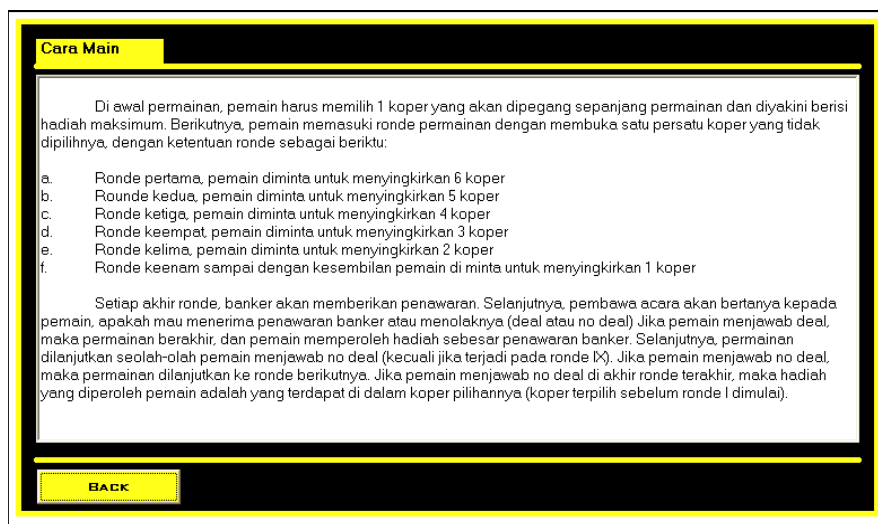 Cara Main
Di awal permainan, pemain harus memilih 1 koper yang akan dipegang sepanjang permainan dan diyakini berisi
hadiah maksimum. Berikutnya, pemain memasuki ronde permainan dengan membuka satu persatu koper yang tidak
dipilihnya, dengan ketentuan ronde sebagai beriktu:
a. Ronde pertama, pemain diminta untuk menyingkirkan 6 koper
b. Rounde kedua, pemain diminta untuk menyingkirkan 5 koper
c. Ronde ketiga, pemain diminta untuk menyingkirkan 4 koper
d. Ronde keempat, pemain diminta untuk menyingkirkan 3 koper
e. Ronde kelima, pemain diminta untuk menyingkirkan 2 koper
f. Ronde keenam sampai dengan kesembilan pemain di minta untuk menyingkirkan 1 koper
Setiap akhir ronde, banker akan memberikan penawaran. Selanjutnya, pembawa acara akan bertanya kepada
pemain, apakah mau menerima penawaran banker atau menolaknya (deal atau no deal) Jika pemain menjawab deal,
maka permainan berakhir, dan pemain memperoleh hadiah sebesar penawaran banker. Selanjutnya, permainan
dilanjutkan seolah-olah pemain menjawab no deal (kecuali jika terjadi pada ronde IX). Jika pemain menjawab no deal,
maka permainan dilanjutkan ke ronde berikutnya. Jika pemain menjawab no deal di akhir ronde terakhir, maka hadiah
yang diperoleh pemain adalah yang terdapat di dalam koper pilihannya (koper terpilih sebelum ronde I dimulai).
BACK